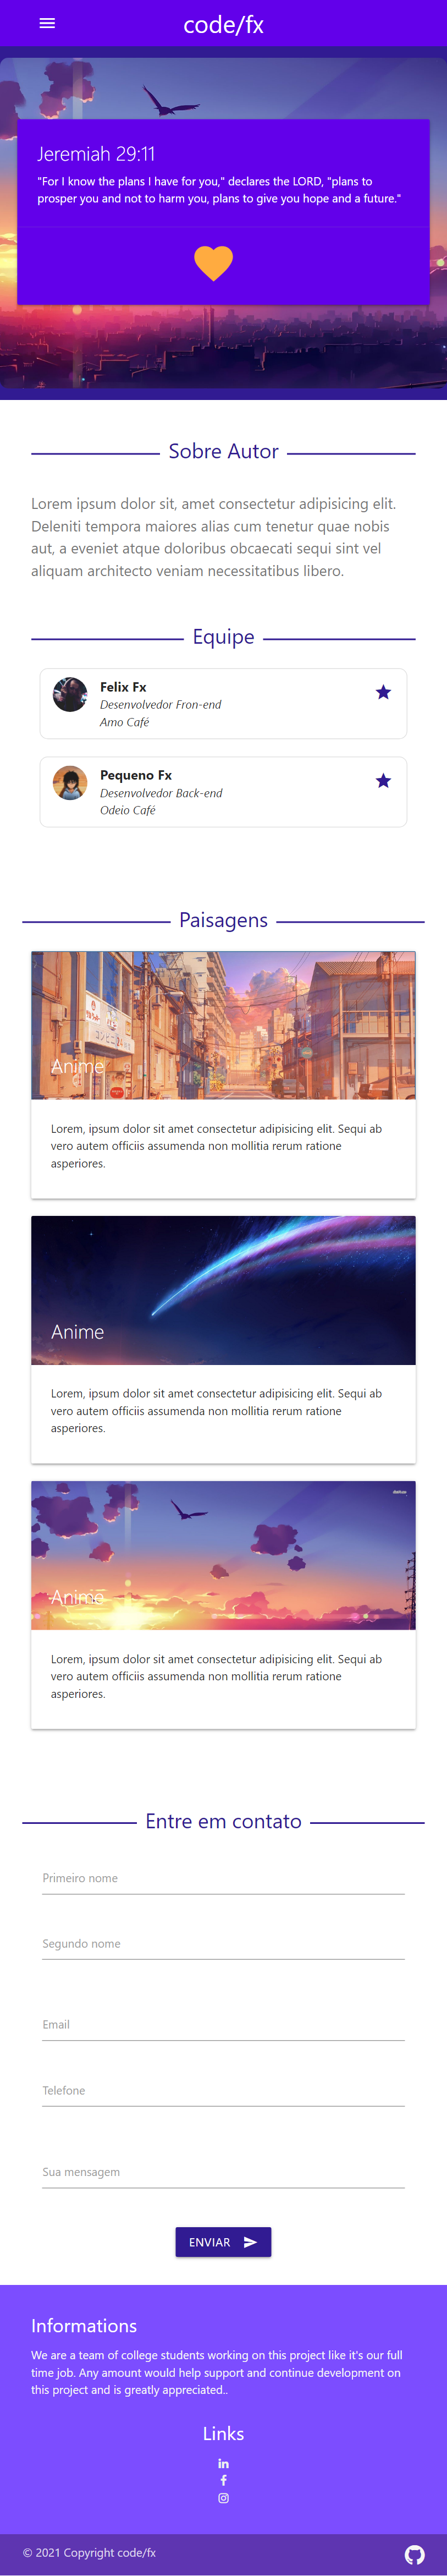 code/fx
Jeremiah 29:11
"For I know the plans I have for you," declares the LORD, "plans to
prosper you and not to harm you, plans to give you hope and a future."
Sobre Autor
Lorem ipsum dolor sit, amet consectetur adipisicing elit.
Deleniti tempora maiores alias cum tenetur quae nobis
aut, a eveniet atque doloribus obcaecati sequi sint vel
aliquam architecto veniam necessitatibus libero.
Equipe
Felix Fx
Desenvolvedor Fron-end
Amo Café
Pequeno Fx
Desenvolvedor Back-end
Odeio Café
Paisagens
Anime
Lorem, ipsum dolor sit amet consectetur adipisicing elit. Sequi ab
vero autem officiis assumenda non mollitia rerum ratione
asperiores.
Anime
Lorem, ipsum dolor sit amet consectetur adipisicing elit. Sequi ab
vero autem officiis assumenda non mollitia rerum ratione
asperiores.
Anime
Lorem, ipsum dolor sit amet consectetur adipisicing elit. Sequi ab
vero autem officiis assumenda non mollitia rerum ratione
asperiores.
Entre em contato
Primeiro nome
Segundo nome
Email
Telefone
Sua mensagem
ENVIAR
Informations
We are a team of college students working on this project like it's our full
time job. Any amount would help support and continue development on
this project and is greatly appreciated..
Links
© 2021 Copyright code/fx